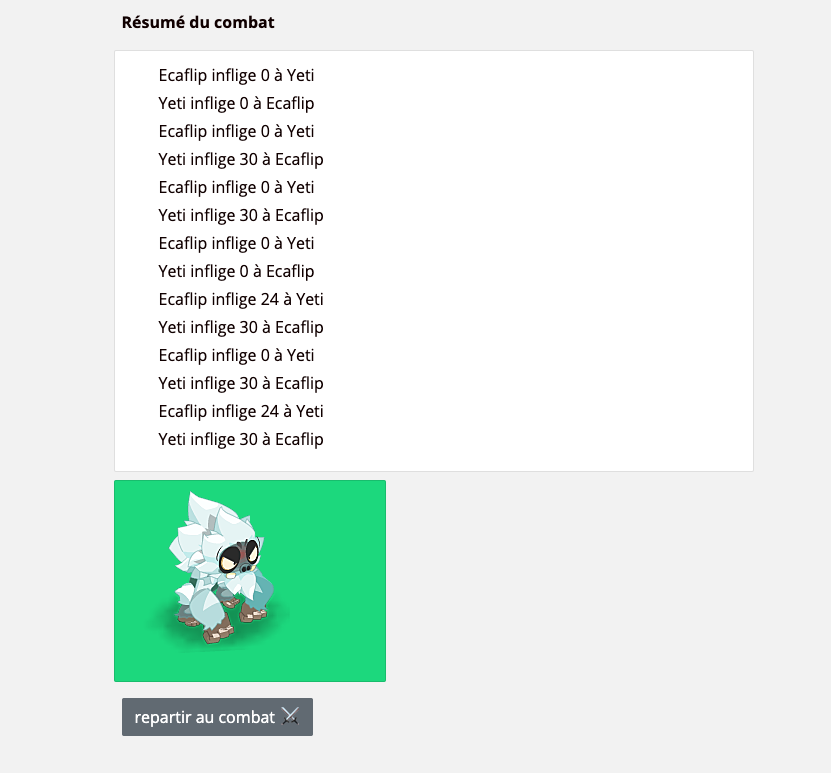 Résumé du combat
Ecaflip inflige 0 à Yeti
Yeti inflige 0 à Ecaflip
Ecaflip inflige 0 à Yeti
Yeti inflige 30 à Ecaflip
Ecaflip inflige 0 à Yeti
Yeti inflige 30 à Ecaflip
Ecaflip inflige 0 à Yeti
Yeti inflige 0 à Ecaflip
Ecaflip inflige 24 à Yeti
Yeti inflige 30 à Ecaflip
Ecaflip inflige 0 à Yeti
Yeti inflige 30 à Ecaflip
Ecaflip inflige 24 à Yeti
Yeti inflige 30 à Ecaflip
repartir au combat ⚔